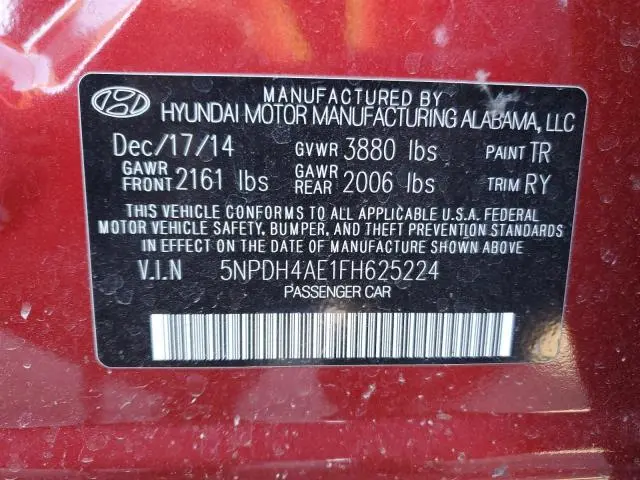 MANUFACTURED BY
HYUNDAI MOTOR MANUFACTURING ALABAMA, LLC
Dec/17/14 GVWR 3880 lbs PAINT TR
GAWR FRONT 2161 lbs GAWR REAR 2006 lbs TRIM RY
THIS VEHICLE CONFORMS TO ALL APPLICABLE U.S.A. FEDERAL
MOTOR VEHICLE SAFETY, BUMPER, AND THEFT PREVENTION STANDARDS
IN EFFECT ON THE DATE OF MANUFACTURE SHOWN ABOVE.
V.I.N 5NPDH4AE1FH625224
PASSENGER CAR